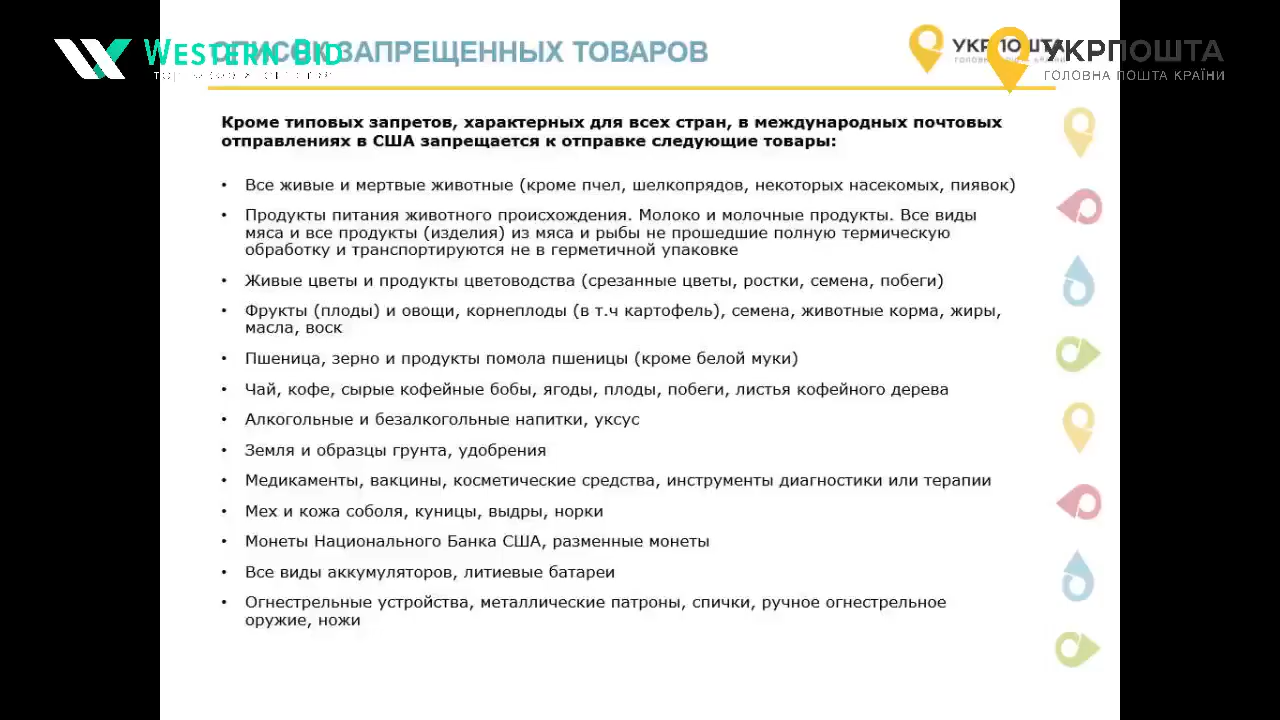 WESTERN BID
СПИСОК ЗАПРЕЩЕННЫХ ТОВАРОВ
УКРПОШТА
УКРПОШТА
ГОЛОВНА ПОШТА КРАЇНИ
Кроме типовых запретов, характерных для всех стран, в международных почтовых
отправлениях в США запрещается к отправке следующие товары:
• Все живые и мертвые животные (кроме пчел, шелкопрядов, некоторых насекомых, пиявок)
• Продукты питания животного происхождения. Молоко и молочные продукты. Все виды
мяса и все продукты (изделия) из мяса и рыбы не прошедшие полную термическую
обработку и транспортируются не в герметичной упаковке
• Живые цветы и продукты цветоводства (срезанные цветы, ростки, семена, побеги)
• Фрукты (плоды) и овощи, корнеплоды (в т.ч картофель), семена, животные корма, жиры,
масла, воск
• Пшеница, зерно и продукты помола пшеницы (кроме белой муки)
• Чай, кофе, сырые кофейные бобы, ягоды, плоды, побеги, листья кофейного дерева
• Алкогольные и безалкогольные напитки, уксус
• Земля и образцы грунта, удобрения
• Медикаменты, вакцины, косметические средства, инструменты диагностики или терапии
• Мех и кожа соболя, куницы, выдры, норки
• Монеты Национального Банка США, разменные монеты
• Все виды аккумуляторов, литиевые батареи
• Огнестрельные устройства, металлические патроны, спички, ручное огнестрельное
оружие, ножи